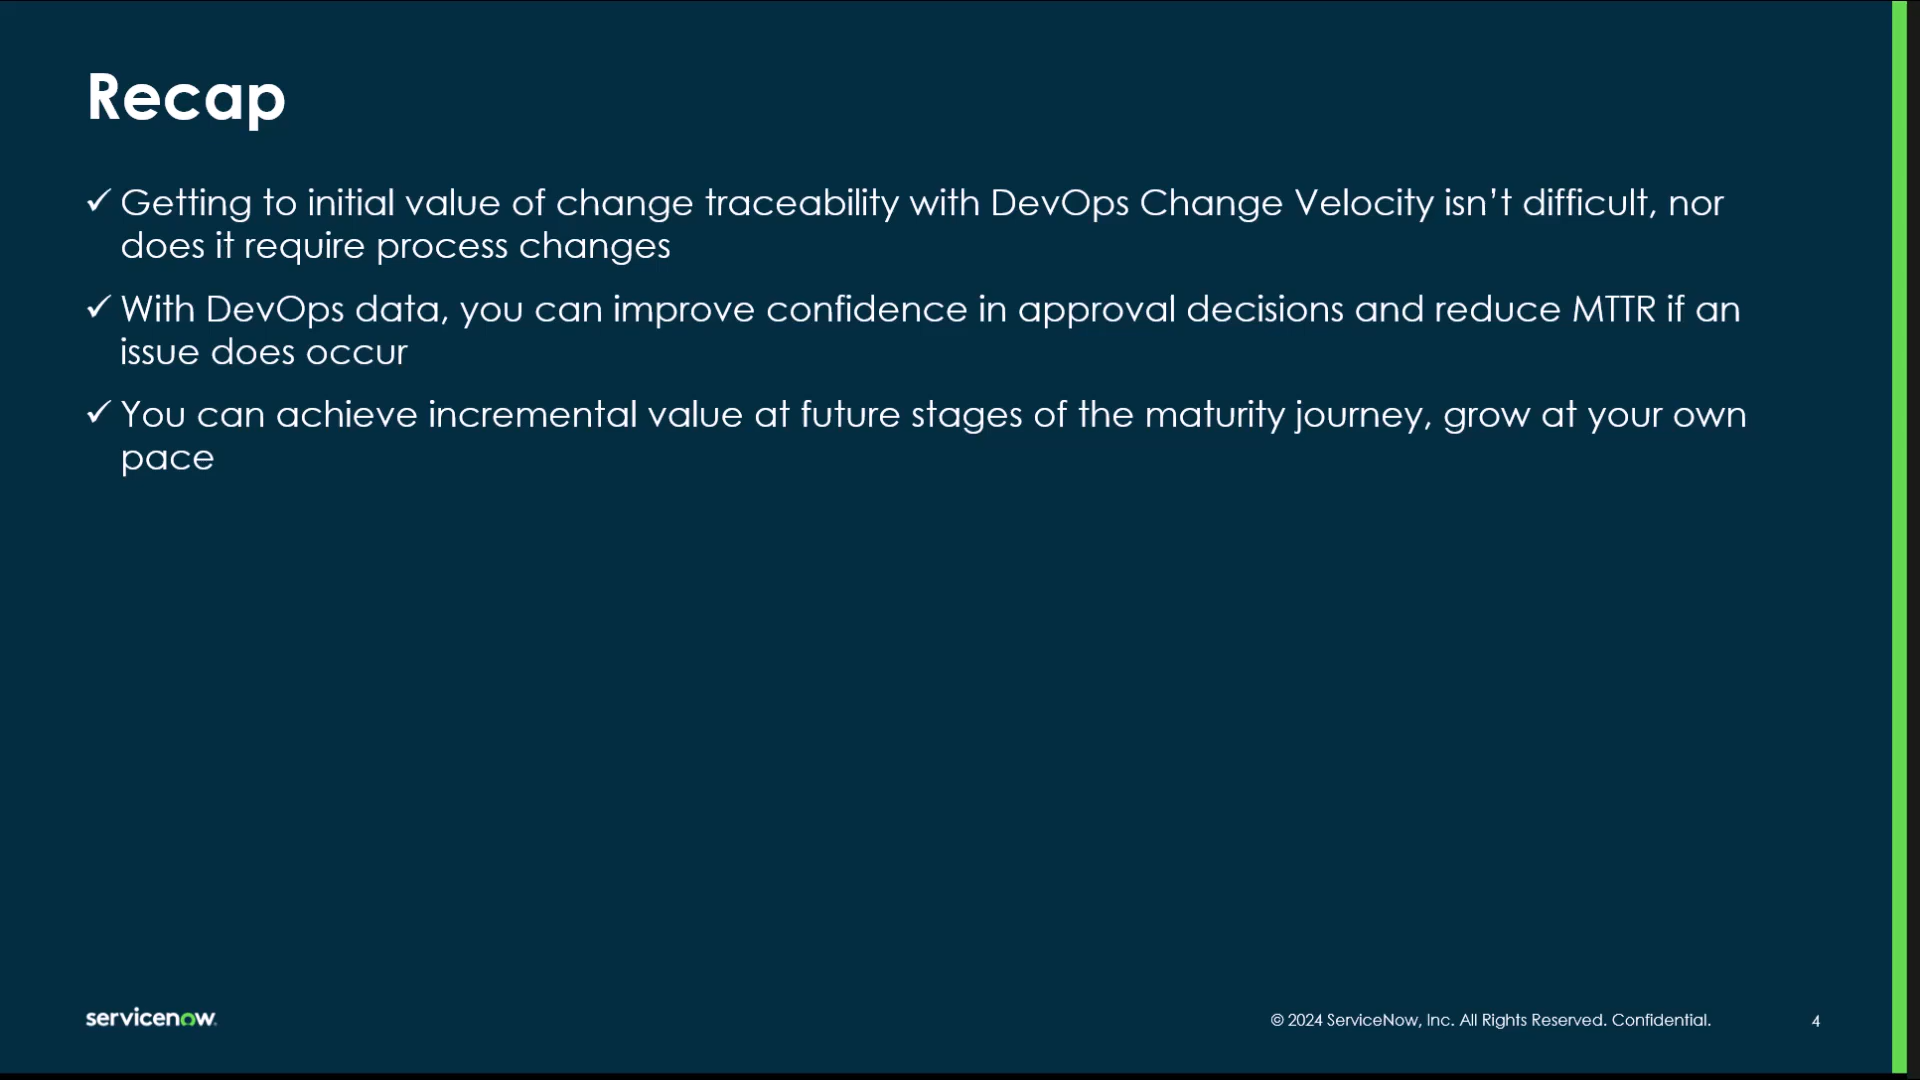 Recap
✓ Getting to initial value of change traceability with DevOps Change Velocity isn’t difficult, nor
does it require process changes
✓ With DevOps data, you can improve confidence in approval decisions and reduce MTTR if an
issue does occur
✓ You can achieve incremental value at future stages of the maturity journey, grow at your own
pace
servicenow.
© 2024 ServiceNow, Inc. All Rights Reserved. Confidential.
4